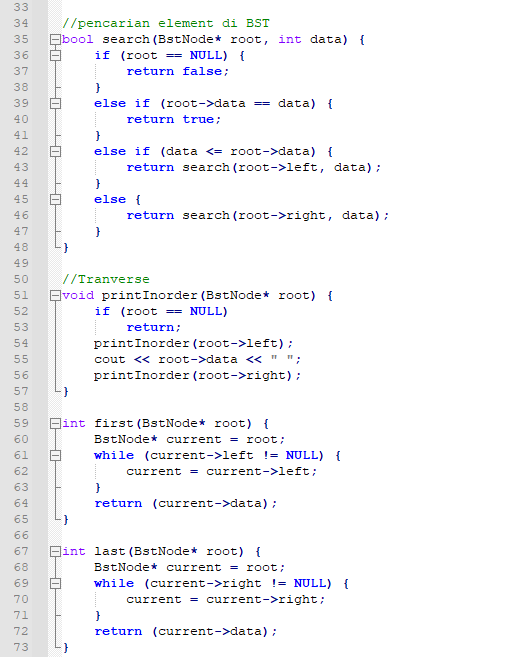 33
34 //pencarian element di BST
35 bool search(BstNode* root, int data) {
36     if (root == NULL) {
37         return false;
38     }
39     else if (root->data == data) {
40         return true;
41     }
42     else if (data <= root->data) {
43         return search(root->left, data);
44     }
45     else {
46         return search(root->right, data);
47     }
48 }
49
50 //Tranverse
51 void printInorder(BstNode* root) {
52     if (root == NULL)
53         return;
54     printInorder(root->left);
55     cout << root->data << " ";
56     printInorder(root->right);
57 }
58
59 int first(BstNode* root) {
60     BstNode* current = root;
61     while (current->left != NULL) {
62         current = current->left;
63     }
64     return (current->data);
65 }
66
67 int last(BstNode* root) {
68     BstNode* current = root;
69     while (current->right != NULL) {
70         current = current->right;
71     }
72     return (current->data);
73 }